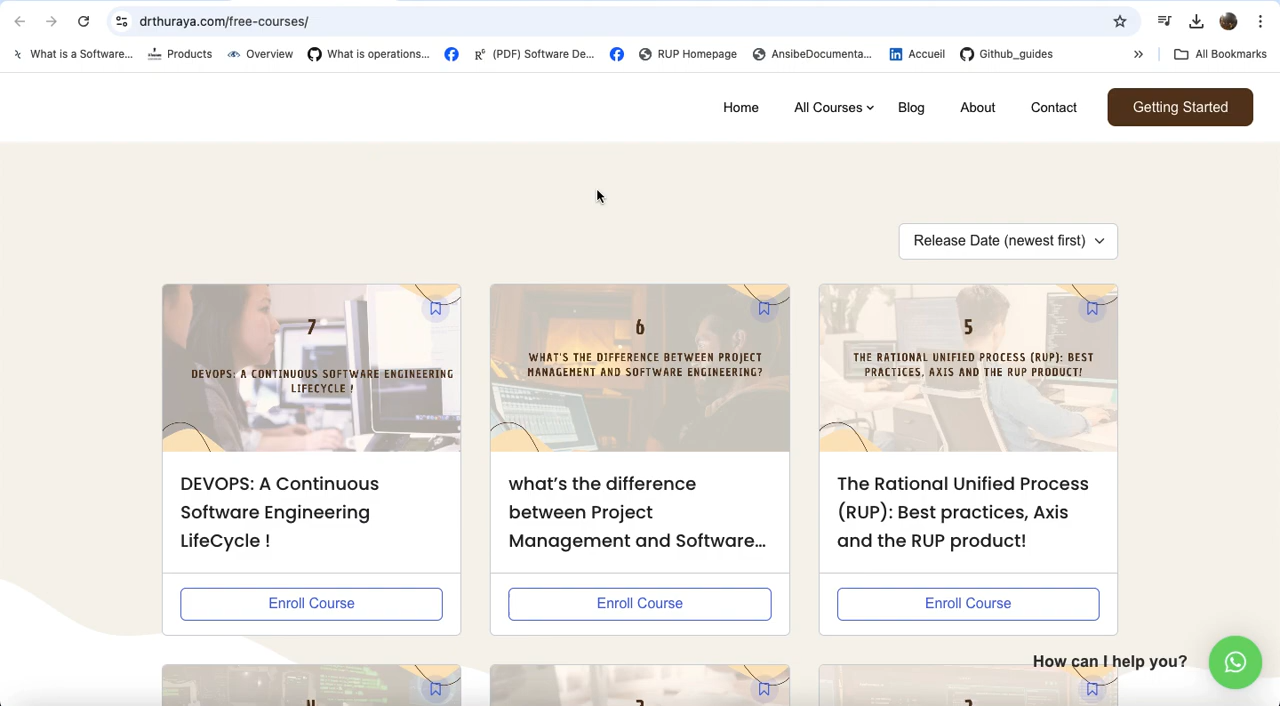 drthuraya.com/free-courses/
What is a Software... Products Overview What is operations... R⁶ (PDF) Software De... RUP Homepage AnsibeDocumenta... in Accueil Github_guides » All Bookmarks
Home All Courses Blog About Contact Getting Started
Release Date (newest first)
7
DEVOPS: A CONTINUOUS SOFTWARE ENGINEERING
LIFECYCLE !
6
WHAT'S THE DIFFERENCE BETWEEN PROJECT
MANAGEMENT AND SOFTWARE ENGINEERING?
5
THE RATIONAL UNIFIED PROCESS (RUP): BEST
PRACTICES, AXIS AND THE RUP PRODUCT!
DEVOPS: A Continuous
Software Engineering
LifeCycle !
what's the difference
between Project
Management and Software...
The Rational Unified Process
(RUP): Best practices, Axis
and the RUP product!
Enroll Course
Enroll Course
Enroll Course
How can I help you?